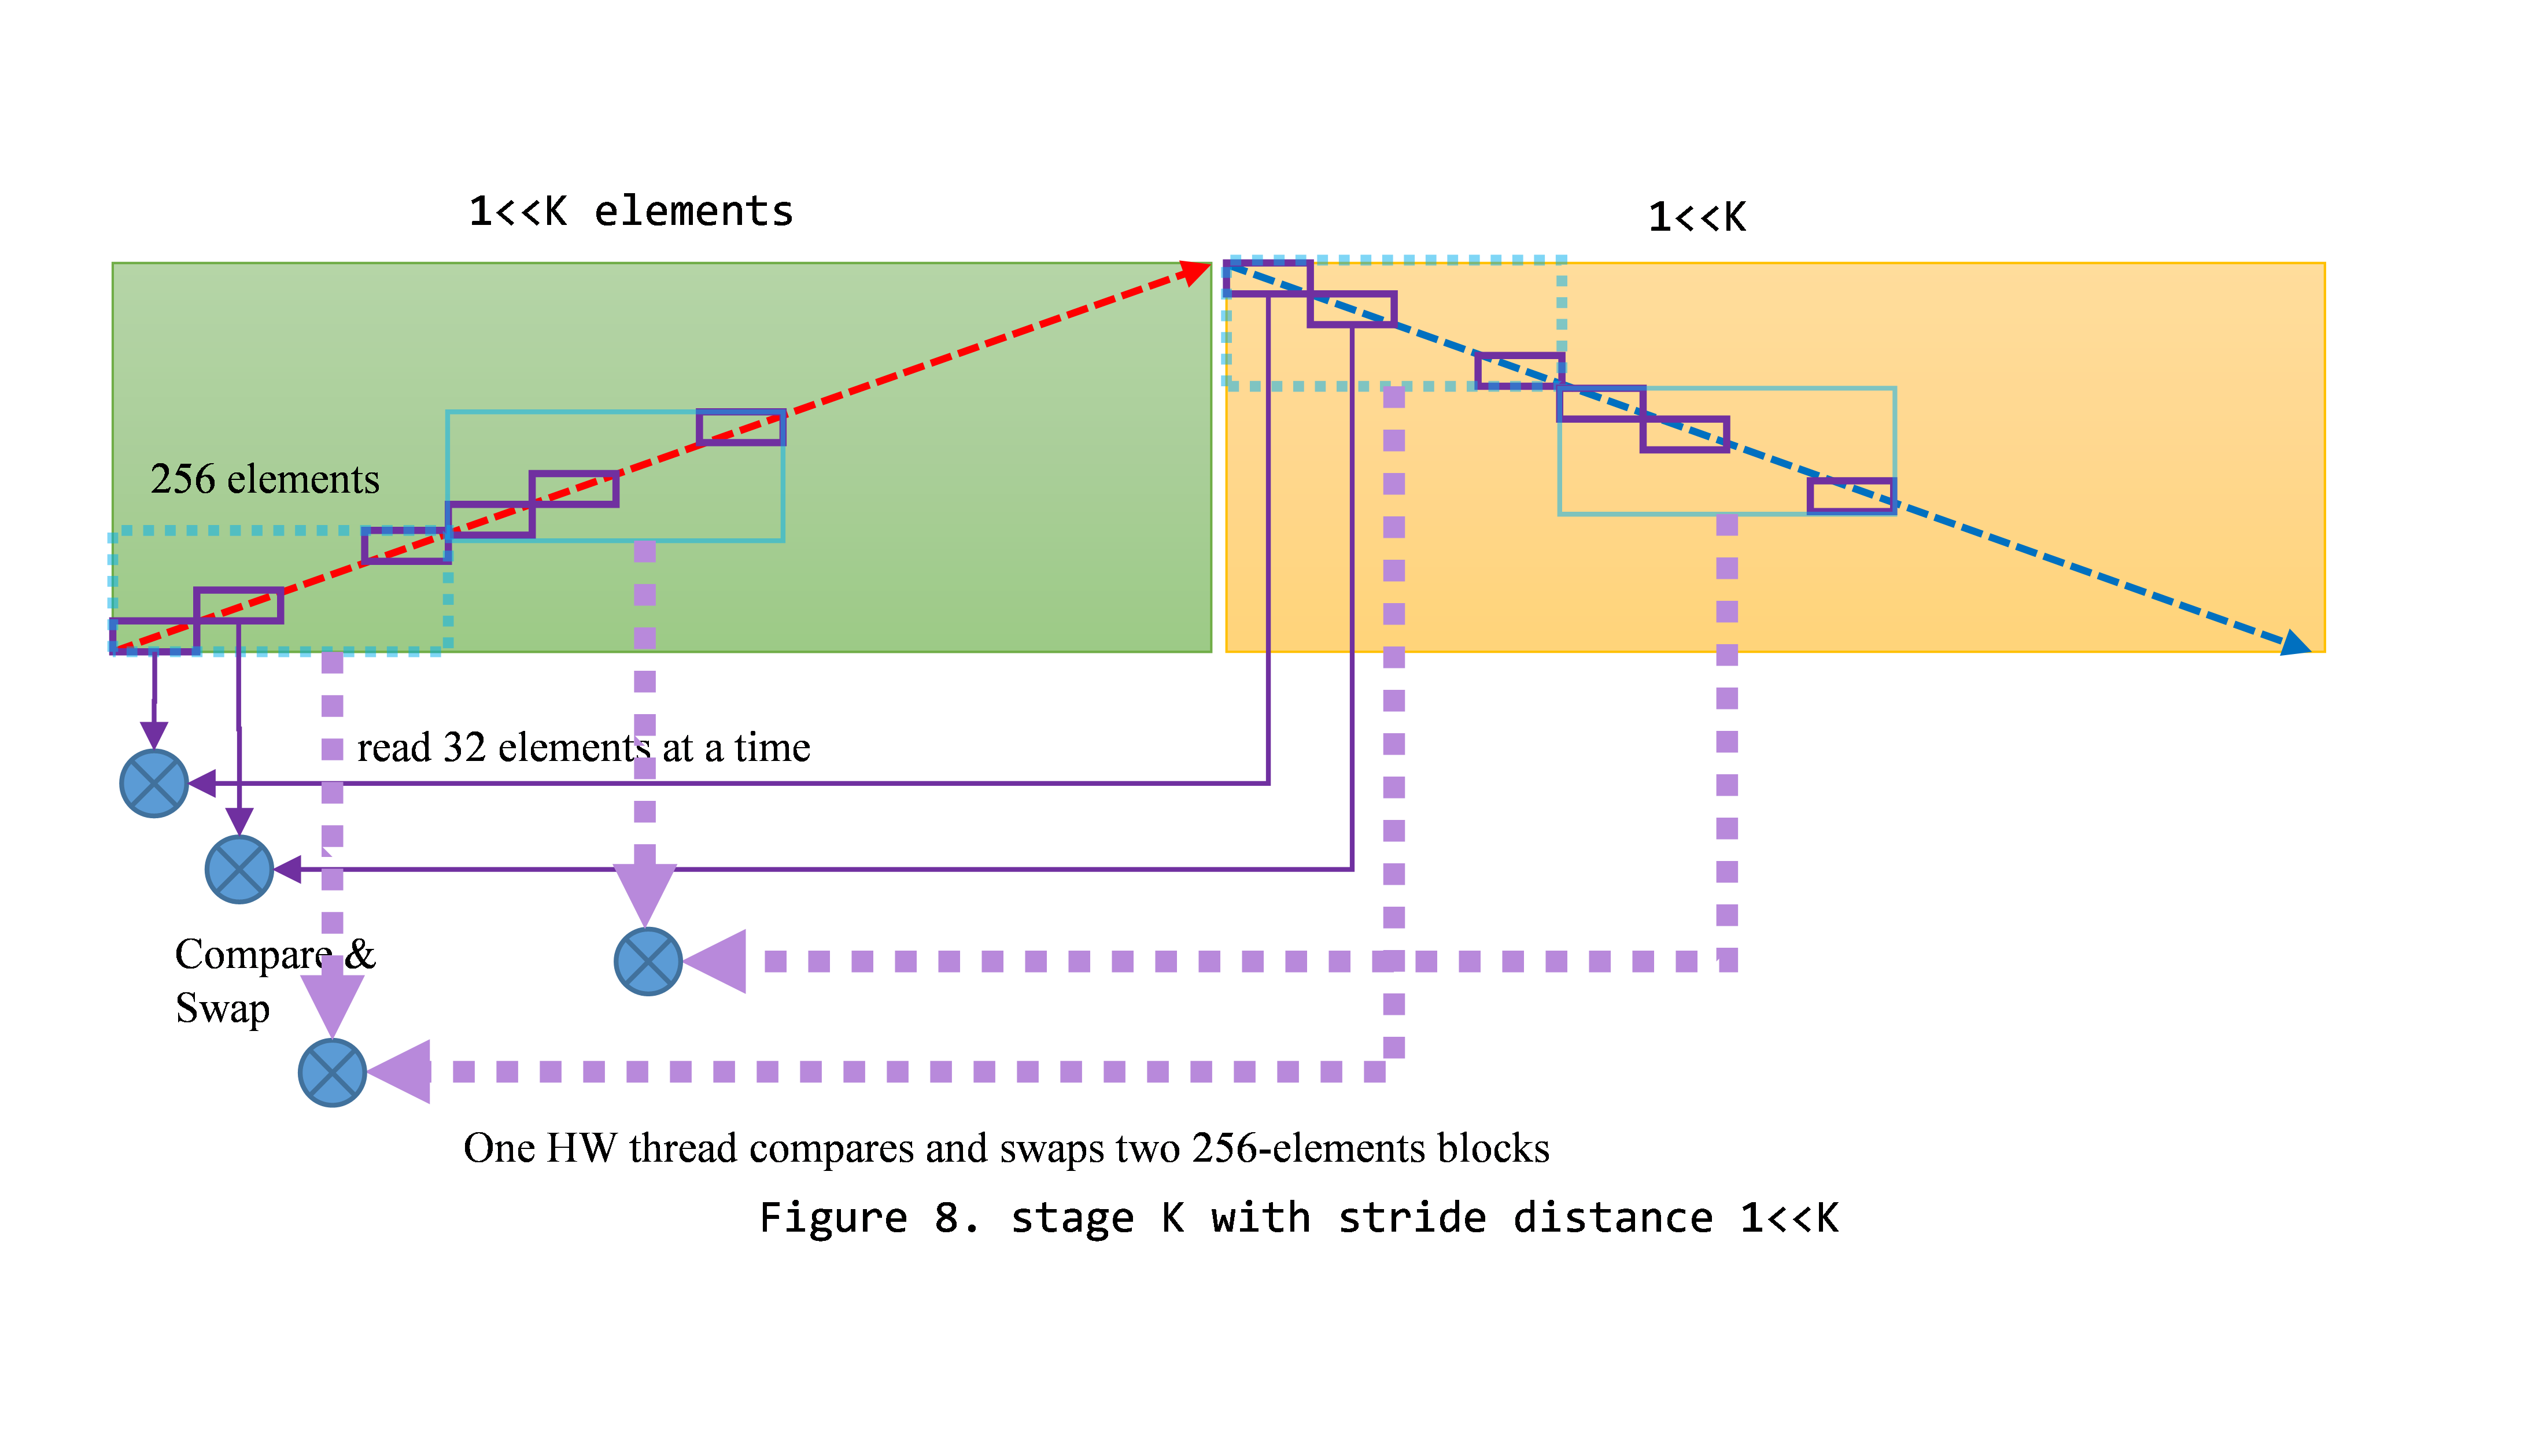 1<<K elements
1<<K
256 elements
read 32 elements at a time
Compare &
Swap
One HW thread compares and swaps two 256-elements blocks
Figure 8. stage K with stride distance 1<<K